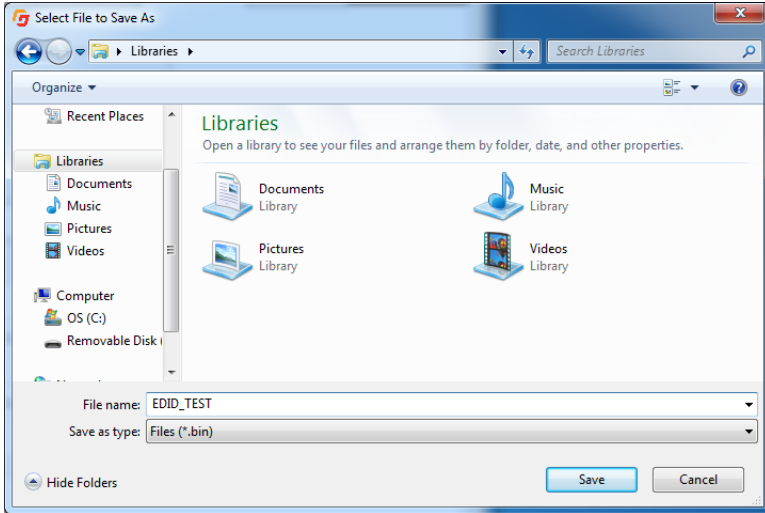 Select File to Save As
Libraries
Search Libraries
Organize
Recent Places
Libraries
Documents
Music
Pictures
Videos
Computer
OS (C:)
Removable Disk
Libraries
Open a library to see your files and arrange them by folder, date, and other properties.
Documents
Library
Music
Library
Pictures
Library
Videos
Library
File name: EDID_TEST
Save as type: Files (*.bin)
Hide Folders
Save
Cancel